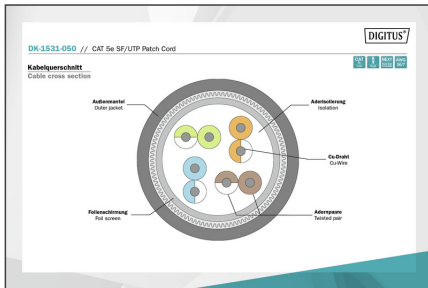 DIGITUS®
DK-1531-050 // CAT 5e SF/UTP Patch Cord
Kabelquerschnitt
Cable cross section
Außenmantel
Outer jacket
Aderisolierung
Isolation
Cu-Draht
Cu-Wire
Folienschirmung
Foil screen
Adernpaare
Twisted pair